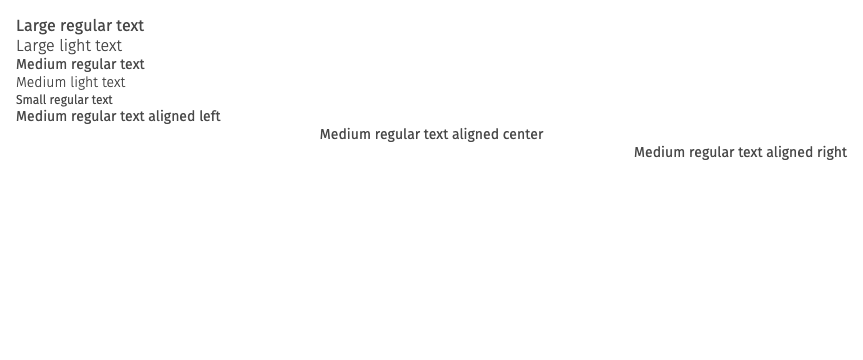 Large regular text
Large light text
Medium regular text
Medium light text
Small regular text
Medium regular text aligned left
Medium regular text aligned center
Medium regular text aligned right